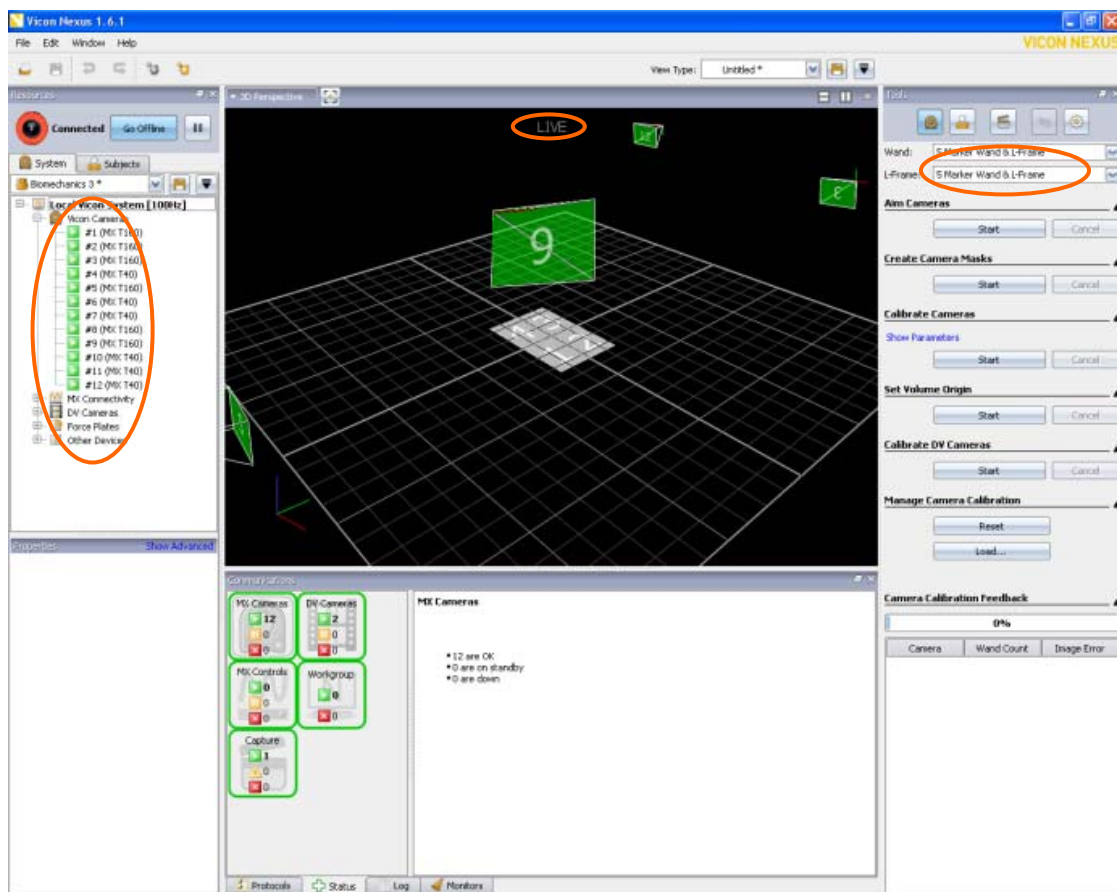 Vicon Nexus 1.6.1
File Edit Window Help
VICON NEXUS
View Type: Untitled *
Resources
Connected Go Offline
System Subjects
Biomechanics 3 *
Local Vicon System [100Hz]
Vicon Cameras
#1 (MX T160)
#2 (MX T160)
#3 (MX T160)
#4 (MX T40)
#5 (MX T160)
#6 (MX T40)
#7 (MX T40)
#8 (MX T160)
#9 (MX T160)
#10 (MX T40)
#11 (MX T40)
#12 (MX T40)
MX Connectivity
DV Cameras
Force Plates
Other Devices
Properties Show Advanced
3D Perspective
LIVE
3
9
Communications
MX Cameras
12
0
0
DV Cameras
2
0
0
MX Controls
0
0
0
Workgroup
0
0
Capture
1
0
0
MX Cameras
*12 are OK
*0 are on standby
*0 are down
Protocols Status Log Monitors
Tools
Wand: 5 Marker Wand & L-Frame
L-Frame: 5 Marker Wand & L-Frame
Aim Cameras
Start Cancel
Create Camera Masks
Start Cancel
Calibrate Cameras
Show Parameters
Start Cancel
Set Volume Origin
Start Cancel
Calibrate DV Cameras
Start Cancel
Manage Camera Calibration
Reset
Load...
Camera Calibration Feedback
0%
Camera Wand Count Image Error